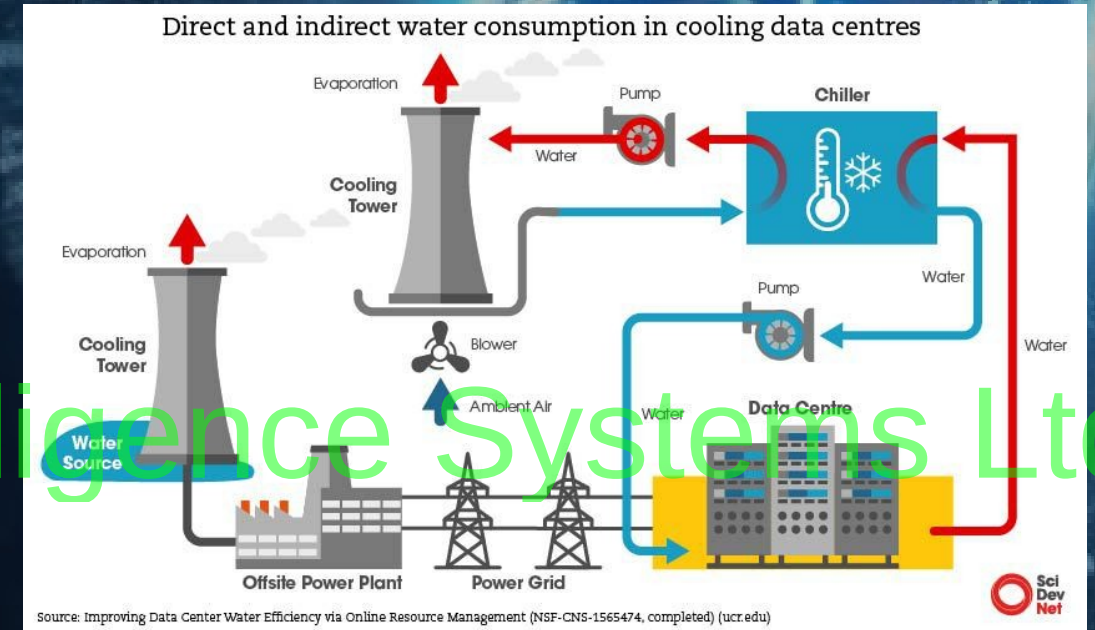 Direct and indirect water consumption in cooling data centres
Evaporation
Pump
Chiller
Water
Cooling
Tower
Evaporation
Water
Pump
Cooling
Tower
Blower
Water
Ambient Air
Water
Data Centre
Water
Source
Systems
Offsite Power Plant
Power Grid
Sci
Dev
Net
Source: Improving Data Center Water Efficiency via Online Resource Management (NSF-CNS-1565474, completed) (ucr.edu)